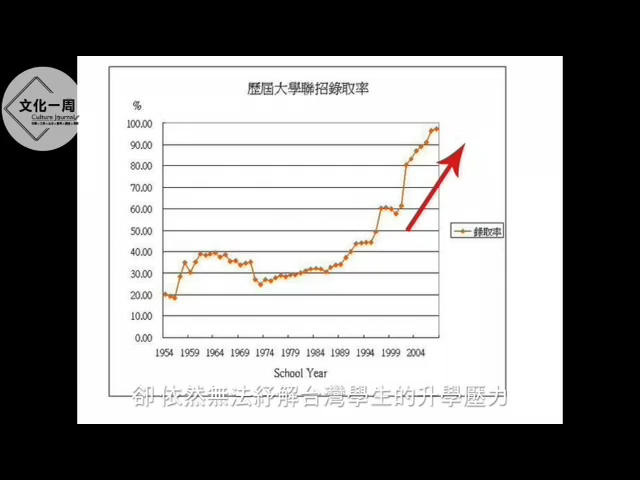 歷屆大學聯招錄取率
%
100.00
90.00
80.00
70.00
60.00
50.00
40.00
30.00
20.00
10.00
0.00
1954 1959 1964 1969 1974 1979 1984 1989 1994 1999 2004
School Year
錄取率
文化一周
Culture Journal
卻依然無法紓解台灣學生的升學壓力